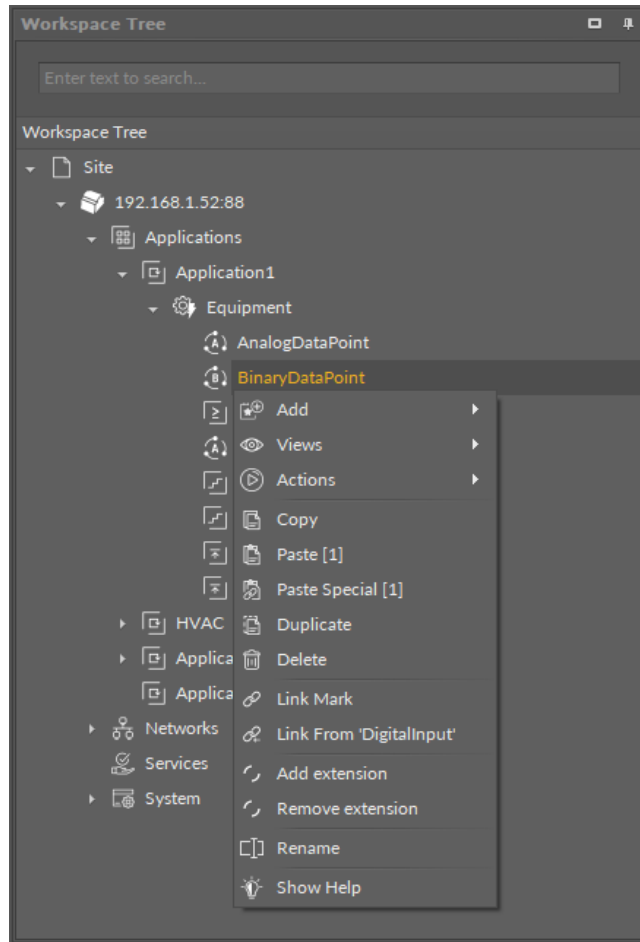 Workspace Tree
Enter text to search...
Workspace Tree
Site
192.168.1.52:88
Applications
Application1
Equipment
AnalogDataPoint
BinaryDataPoint
Add
Views
Actions
Copy
Paste [1]
Paste Special [1]
HVAC
Duplicate
Applica
Delete
Applica
Link Mark
Networks
Link From 'DigitalInput'
Services
Add extension
System
Remove extension
Rename
Show Help